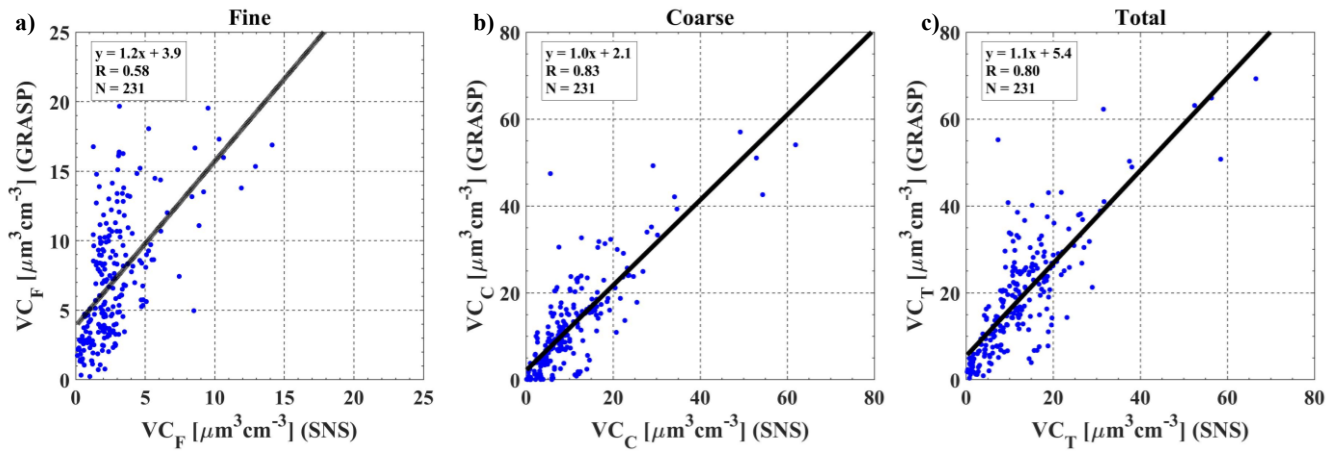 a)
Fine
y = 1.2x + 3.9
R = 0.58
N = 231
25
20
15
10
5
0
0 5 10 15 20 25
VC_F [μm³cm⁻³] (GRASP)
VC_F [μm³cm⁻³] (SNS)
b)
Coarse
y = 1.0x + 2.1
R = 0.83
N = 231
80
60
40
20
0
0 20 40 60 80
VC_C [μm³cm⁻³] (GRASP)
VC_C [μm³cm⁻³] (SNS)
c)
Total
y = 1.1x + 5.4
R = 0.80
N = 231
80
60
40
20
0
0 20 40 60 80
VC_T [μm³cm⁻³] (GRASP)
VC_T [μm³cm⁻³] (SNS)